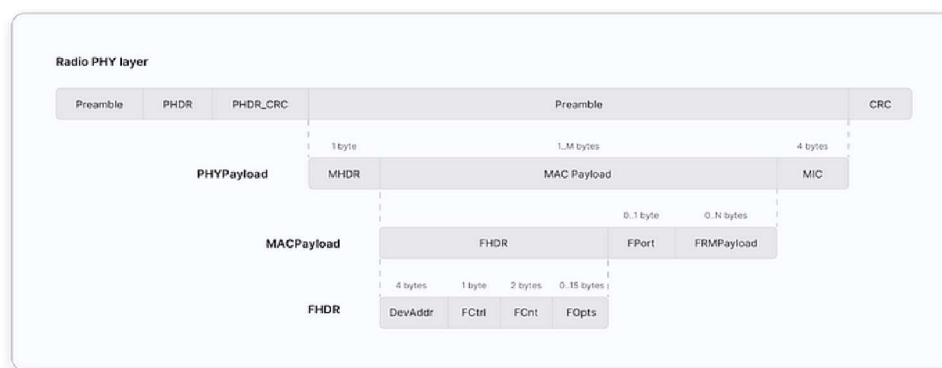 Radio PHY layer
Preamble PHDR PHDR_CRC Preamble CRC
1 byte 1..M bytes 4 bytes
PHYPayload MHDR MAC Payload MIC
0..1 byte 0..N bytes
MACPayload FHDR FPort FRMPayload
4 bytes 1 byte 2 bytes 0..15 bytes
FHDR DevAddr FCtrl FCnt FOpts